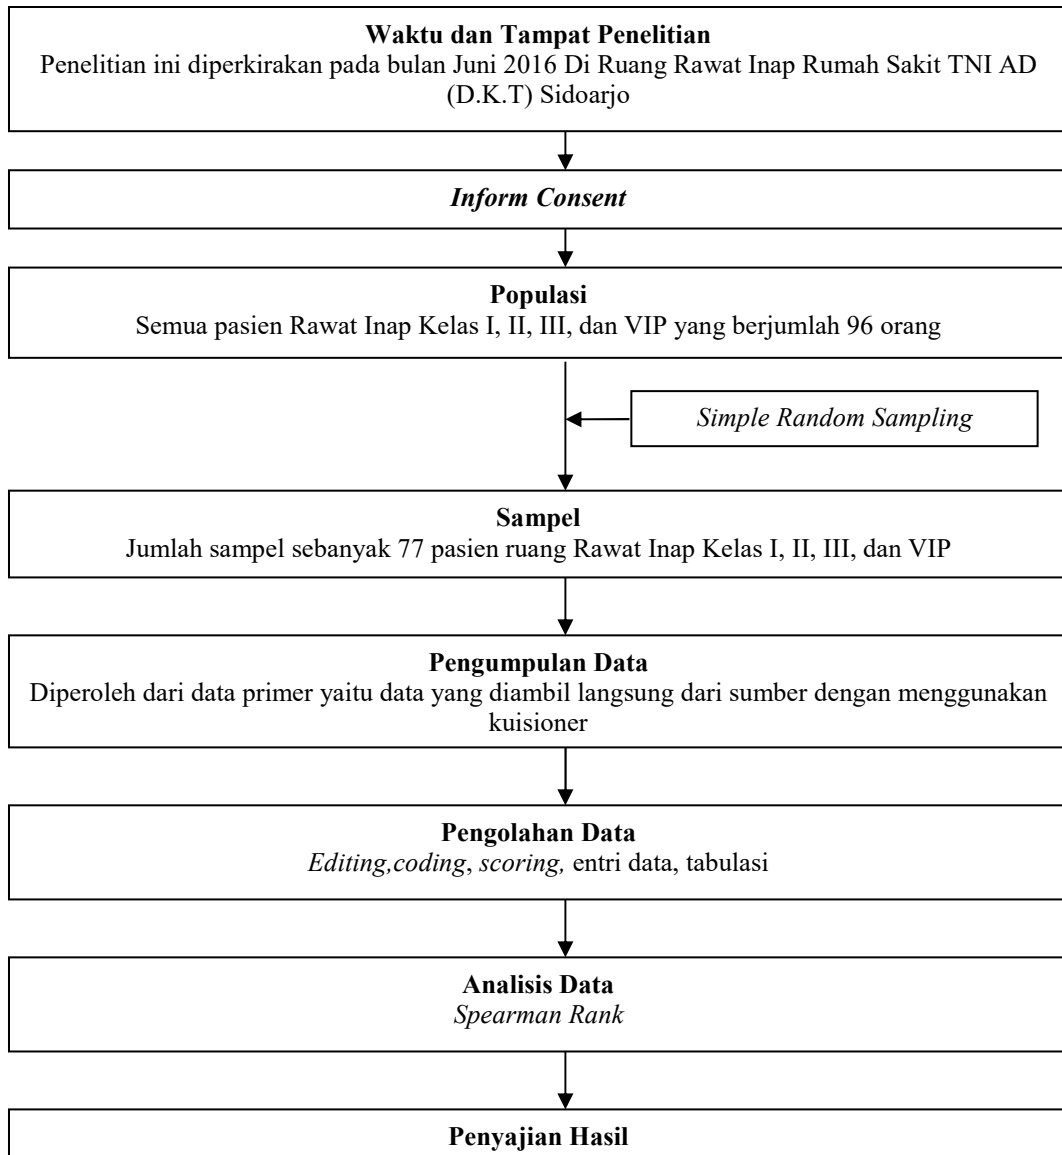 Waktu dan Tampat Penelitian
Penelitian ini diperkirakan pada bulan Juni 2016 Di Ruang Rawat Inap Rumah Sakit TNI AD
(D.K.T) Sidoarjo
Inform Consent
Populasi
Semua pasien Rawat Inap Kelas I, II, III, dan VIP yang berjumlah 96 orang
Simple Random Sampling
Sampel
Jumlah sampel sebanyak 77 pasien ruang Rawat Inap Kelas I, II, III, dan VIP
Pengumpulan Data
Diperoleh dari data primer yaitu data yang diambil langsung dari sumber dengan menggunakan
kuisioner
Pengolahan Data
Editing,coding, scoring, entri data, tabulasi
Analisis Data
Spearman Rank
Penyajian Hasil